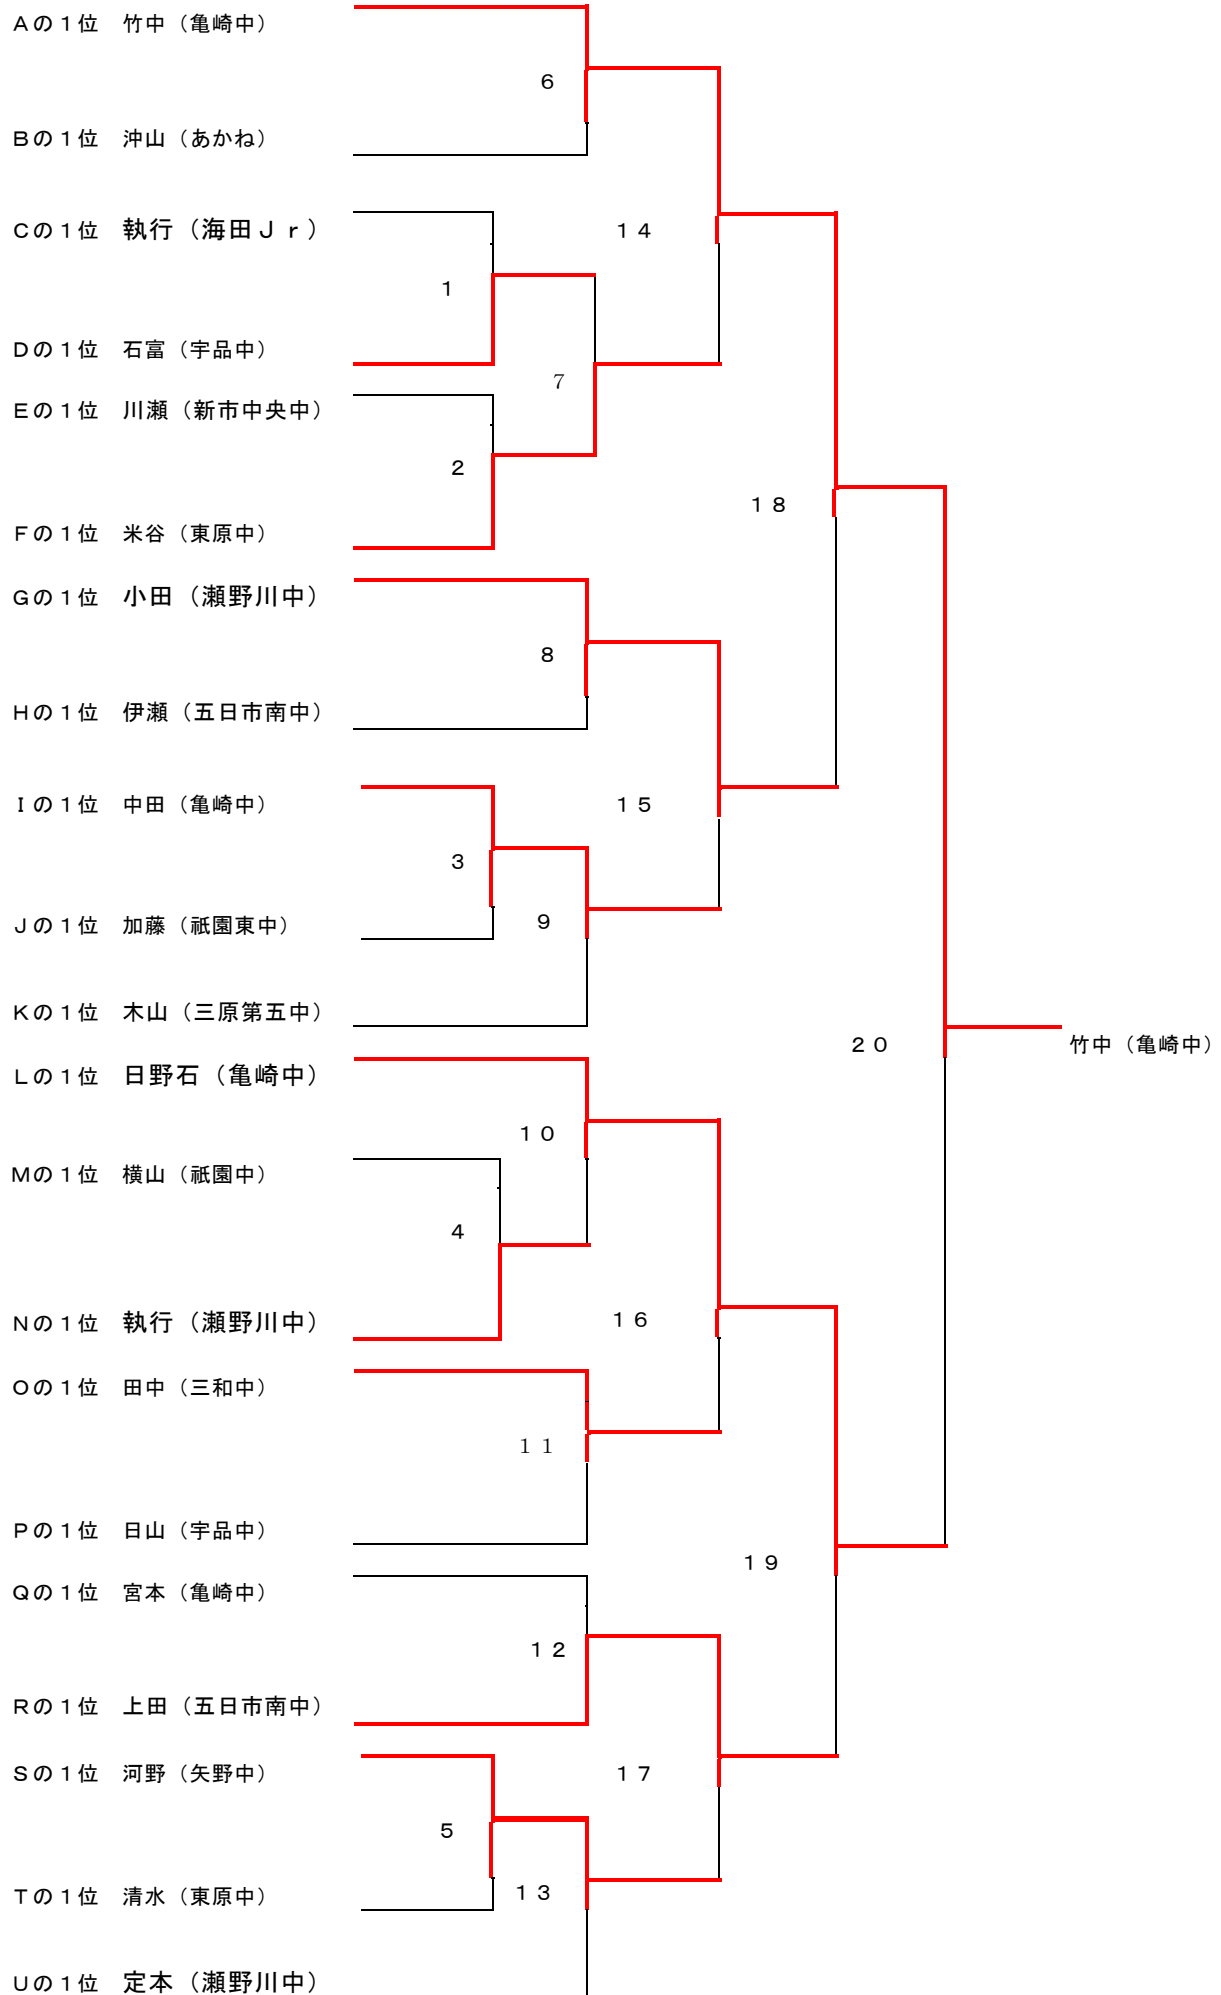 Aの１位　竹中（亀崎中）
6
Bの１位　沖山（あかね）
Cの１位　執行（海田Ｊｒ）
14
1
Dの１位　石富（宇品中）
7
Eの１位　川瀬（新市中央中）
2
18
Fの１位　米谷（東原中）
Gの１位　小田（瀬野川中）
8
Hの１位　伊瀬（五日市南中）
Iの１位　中田（亀崎中）
15
3
Jの１位　加藤（祇園東中）
9
Kの１位　木山（三原第五中）
20
竹中（亀崎中）
Lの１位　日野石（亀崎中）
10
Mの１位　横山（祇園中）
4
Nの１位　執行（瀬野川中）
16
Oの１位　田中（三和中）
11
Pの１位　日山（宇品中）
19
Qの１位　宮本（亀崎中）
12
Rの１位　上田（五日市南中）
Sの１位　河野（矢野中）
17
5
Tの１位　清水（東原中）
13
Uの１位　定本（瀬野川中）